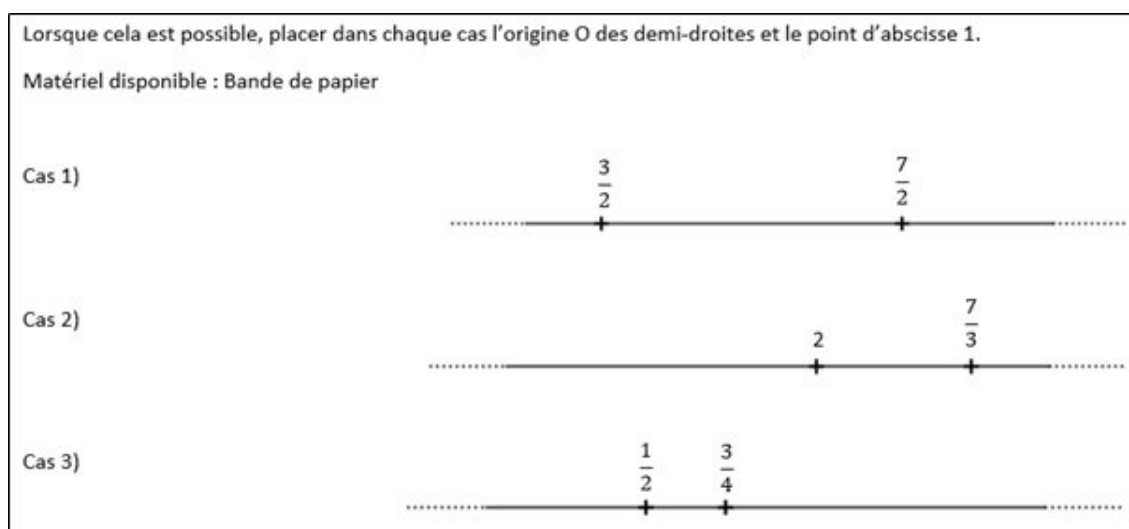 Lorsque cela est possible, placer dans chaque cas l’origine O des demi-droites et le point d’abscisse 1.
Matériel disponible : Bande de papier
Cas 1)
3/2 7/2
Cas 2)
2 7/3
Cas 3)
1/2 3/4